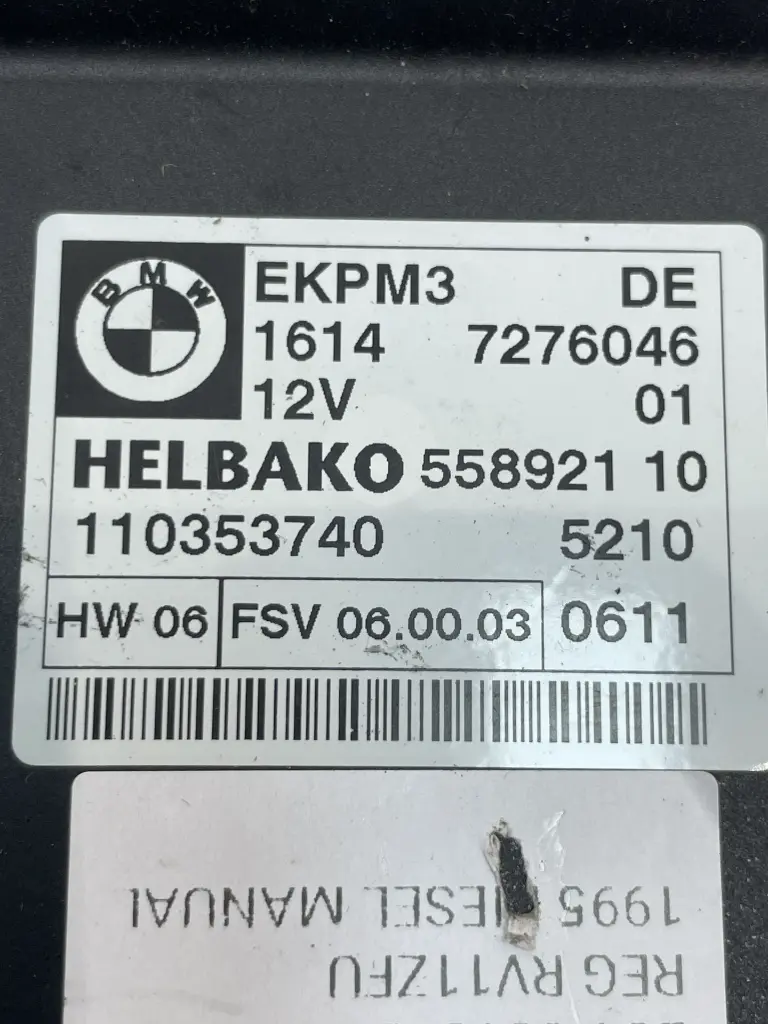 BMW
EKPM3 DE
1614 7276046
12V 01
HELBAKO 558921 10
110353740 5210
HW 06 FSV 06.00.03 0611
REG RV11ZFU
1995 DIESEL MANUAL